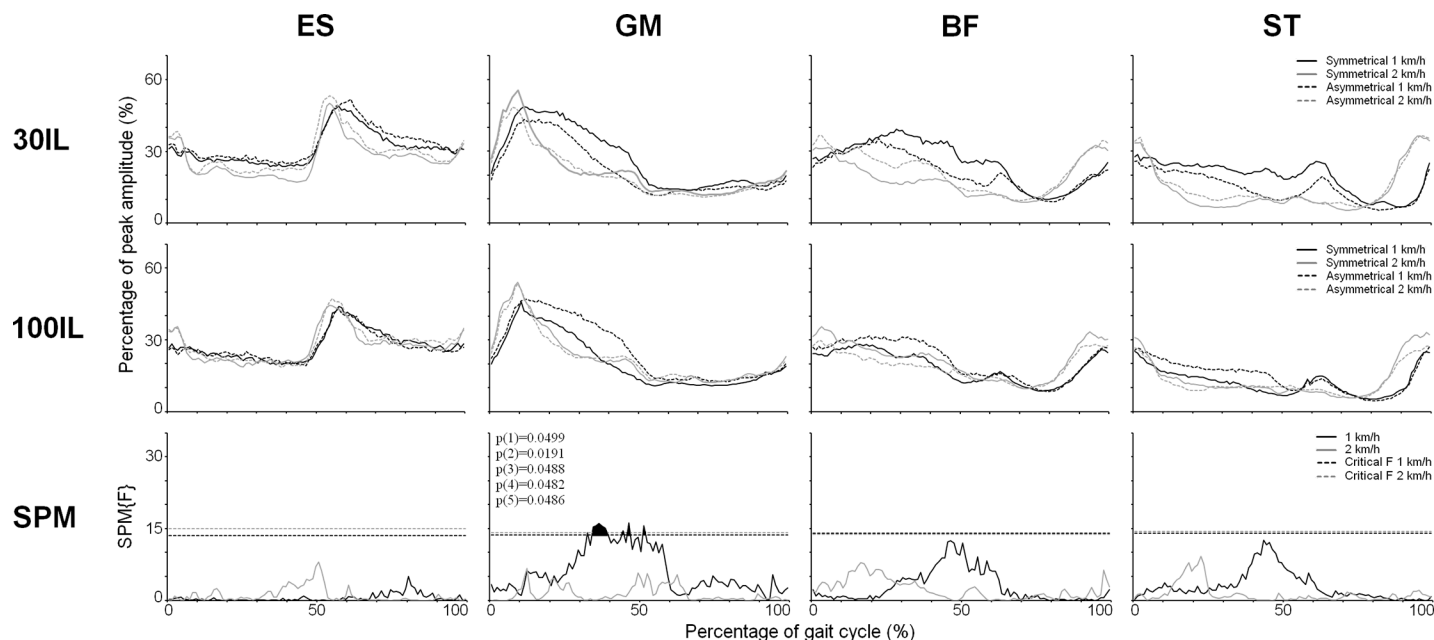 ES GM BF ST
30IL
60
30
0
Symmetrical 1 km/h
Symmetrical 2 km/h
Asymmetrical 1 km/h
Asymmetrical 2 km/h
Percentage of peak amplitude (%)
100IL
60
30
0
Symmetrical 1 km/h
Symmetrical 2 km/h
Asymmetrical 1 km/h
Asymmetrical 2 km/h
SPM
SPM{F}
30
15
0
p(1)=0.0499
p(2)=0.0191
p(3)=0.0488
p(4)=0.0482
p(5)=0.0486
1 km/h
2 km/h
Critical F 1 km/h
Critical F 2 km/h
0 50 100 0 50 100 0 50 100 0 50 100
Percentage of gait cycle (%)